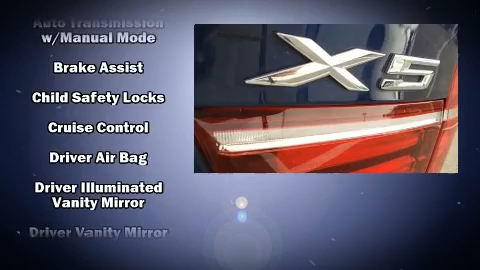 Auto Transmission
w/Manual Mode
Brake Assist
Child Safety Locks
Cruise Control
Driver Air Bag
Driver Illuminated
Vanity Mirror
Driver Vanity Mirror
X5